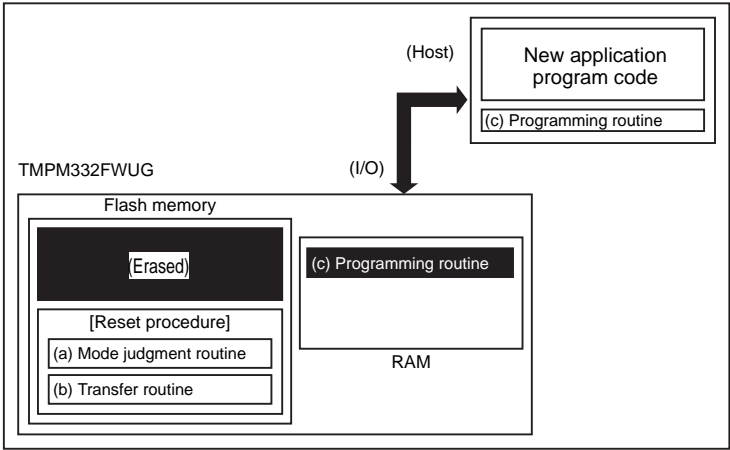 (Host)
New application
program code
(c) Programming routine
(I/O)
TMPM332FWUG
Flash memory
(Erased)
[Reset procedure]
(a) Mode judgment routine
(b) Transfer routine
(c) Programming routine
RAM